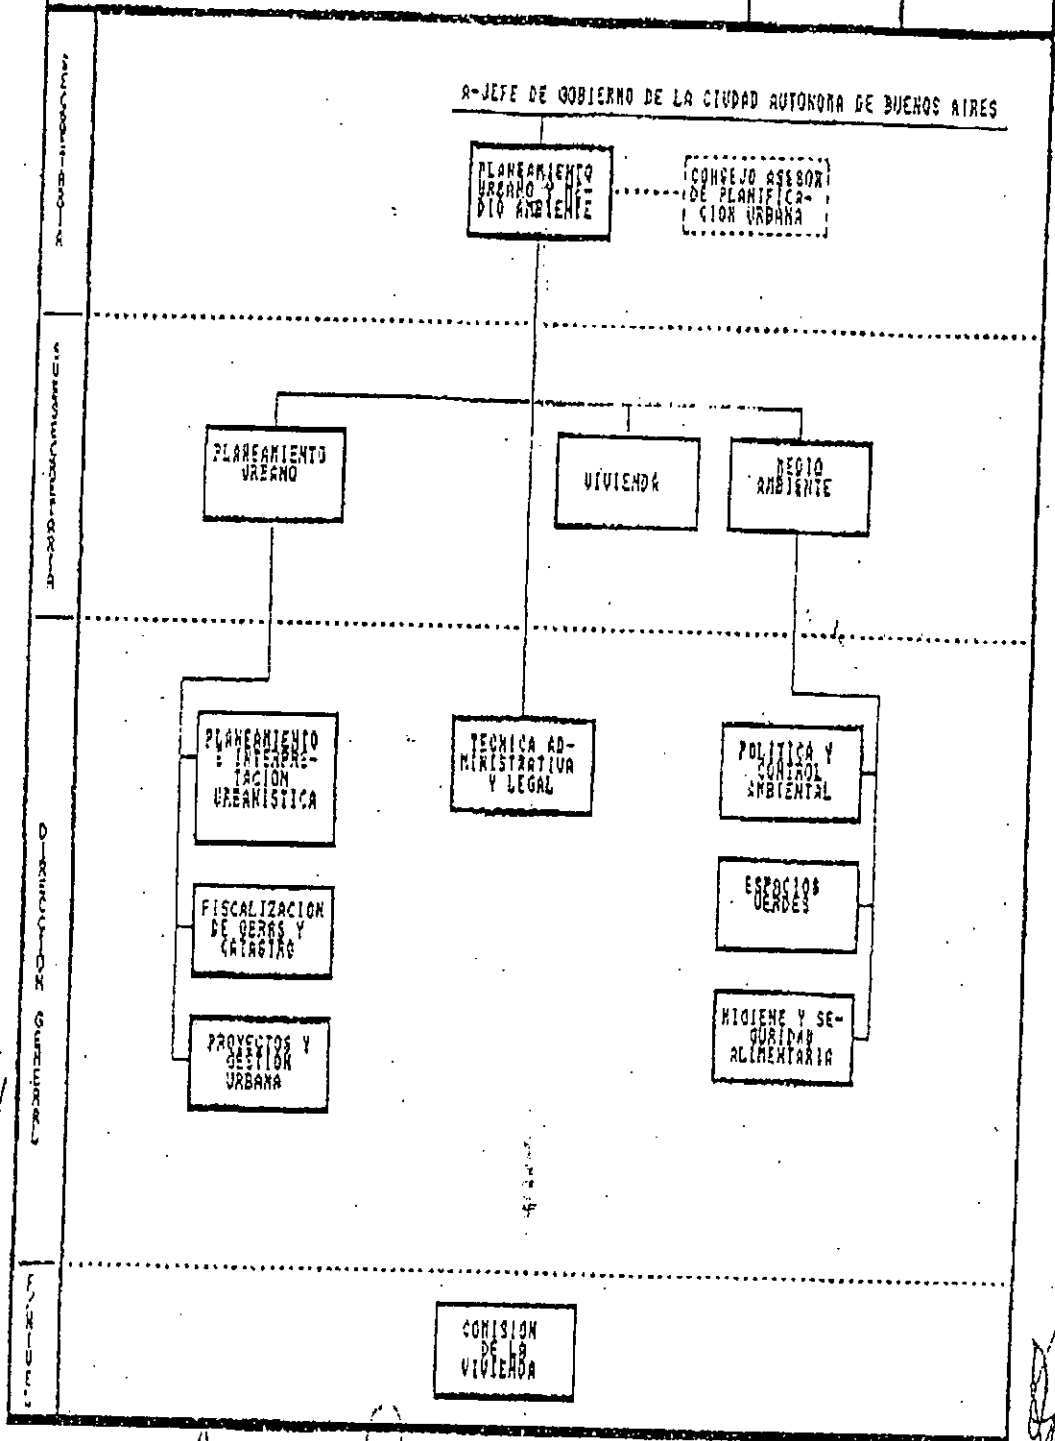 A-JEFE DE GOBIERNO DE LA CIUDAD AUTONOMA DE BUENOS AIRES
PLANEAMIENTO
URBANO Y ME-
DIO AMBIENTE
CONSEJO ASESOR
DE PLANIFICA-
CION URBANA
SECRETARIA
PLANEAMIENTO
URBANO
VIVIENDA
MEDIO
AMBIENTE
SUBSECRETARIA
PLANEAMIENTO
E INTERPRE-
TACION
URBANISTICA
TECNICA AD-
MINISTRATIVA
Y LEGAL
POLITICA Y
CONTROL
AMBIENTAL
FISCALIZACION
DE OBRAS Y
CATASTRO
ESPACIOS
VERDES
PROYECTOS Y
GESTION
URBANA
HIGIENE Y SE-
GURIDAD
ALIMENTARIA
DIRECCION GENERAL
COMISION
DE LA
VIVIENDA
F/NIVEL